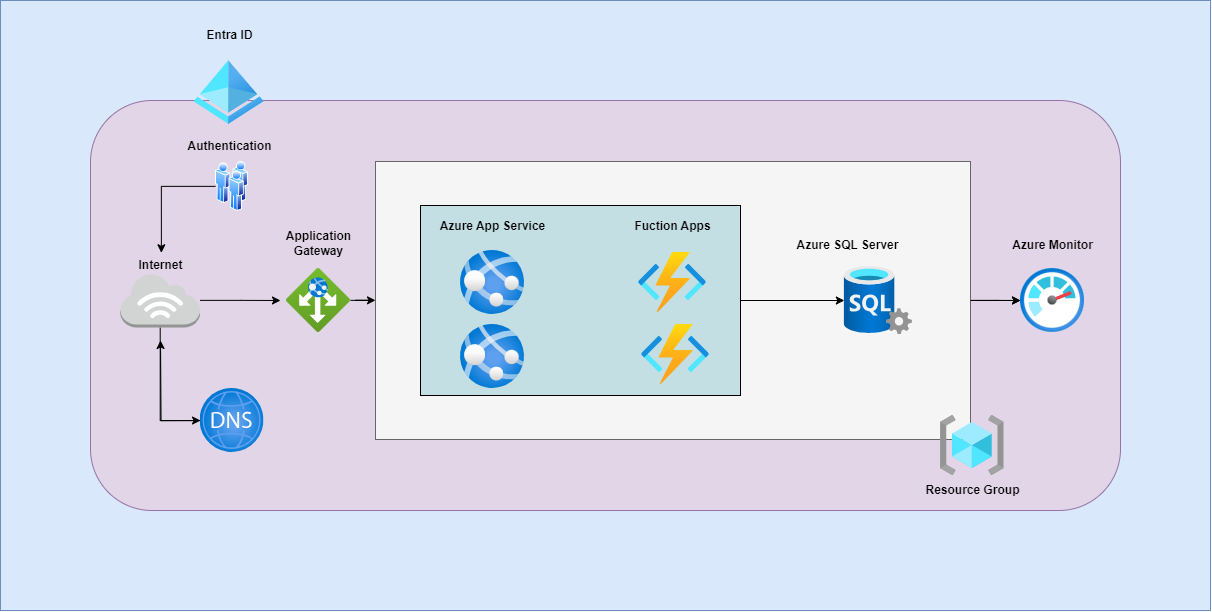 Entra ID
Authentication
Internet
Application
Gateway
Azure App Service
Fuction Apps
Azure SQL Server
SQL
Azure Monitor
DNS
Resource Group